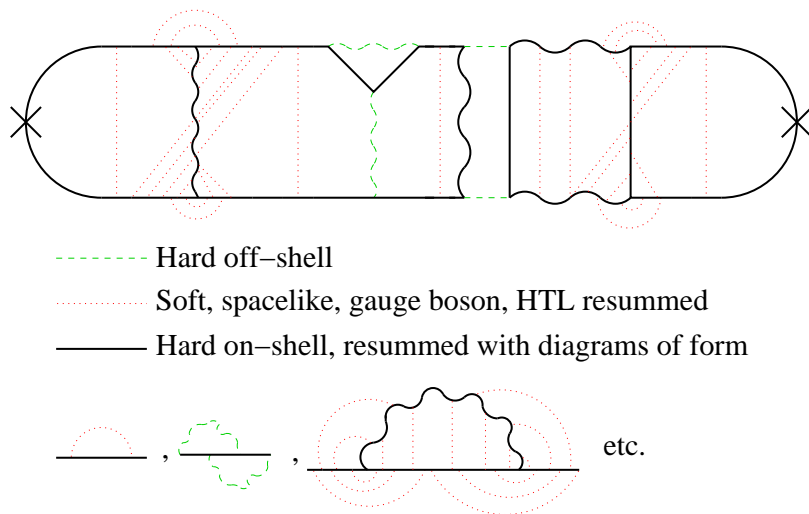 Hard off−shell
Soft, spacelike, gauge boson, HTL resummed
Hard on−shell, resummed with diagrams of form
, , etc.